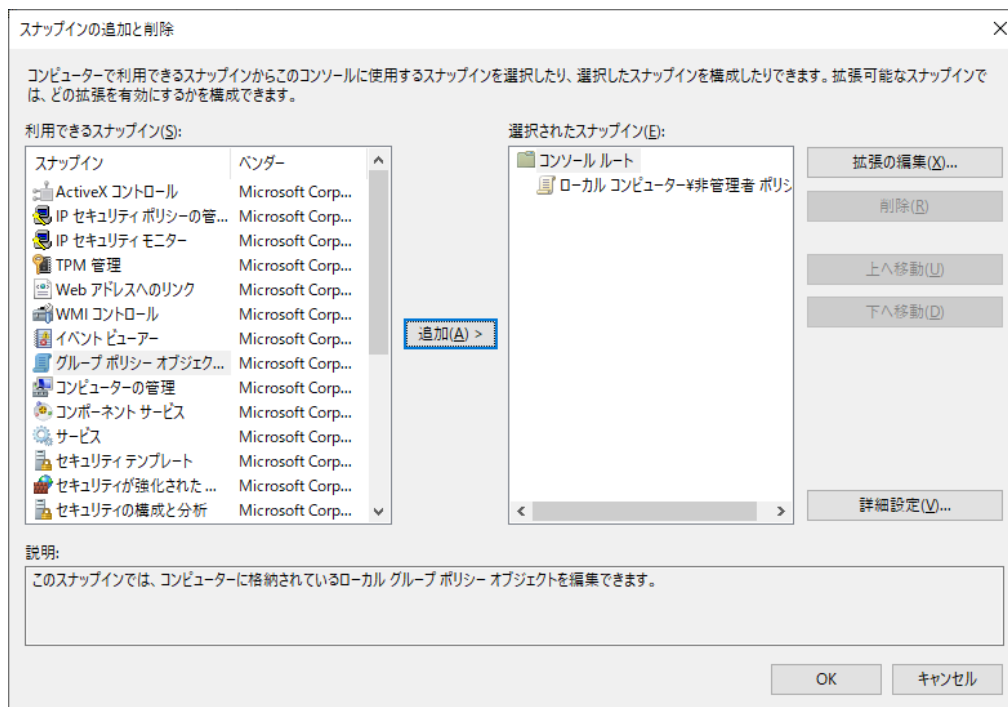 スナップインの追加と削除
コンピューターで利用できるスナップインからこのコンソールに使用するスナップインを選択したり、選択したスナップインを構成したりできます。拡張可能なスナップインで
は、どの拡張を有効にするかを構成できます。
利用できるスナップイン(S):
スナップイン ベンダー
ActiveX コントロール Microsoft Corp...
IP セキュリティ ポリシーの管... Microsoft Corp...
IP セキュリティ モニター Microsoft Corp...
TPM 管理 Microsoft Corp...
Web アドレスへのリンク Microsoft Corp...
WMI コントロール Microsoft Corp...
イベント ビューアー Microsoft Corp...
グループ ポリシー オブジェク... Microsoft Corp...
コンピューターの管理 Microsoft Corp...
コンポーネント サービス Microsoft Corp...
サービス Microsoft Corp...
セキュリティ テンプレート Microsoft Corp...
セキュリティが強化された ... Microsoft Corp...
セキュリティの構成と分析 Microsoft Corp...
追加(A) >
選択されたスナップイン(E):
コンソール ルート
ローカル コンピューター¥非管理者 ポリシ
拡張の編集(X)...
削除(R)
上へ移動(U)
下へ移動(D)
詳細設定(V)...
説明:
このスナップインでは、コンピューターに格納されているローカル グループ ポリシー オブジェクトを編集できます。
OK
キャンセル